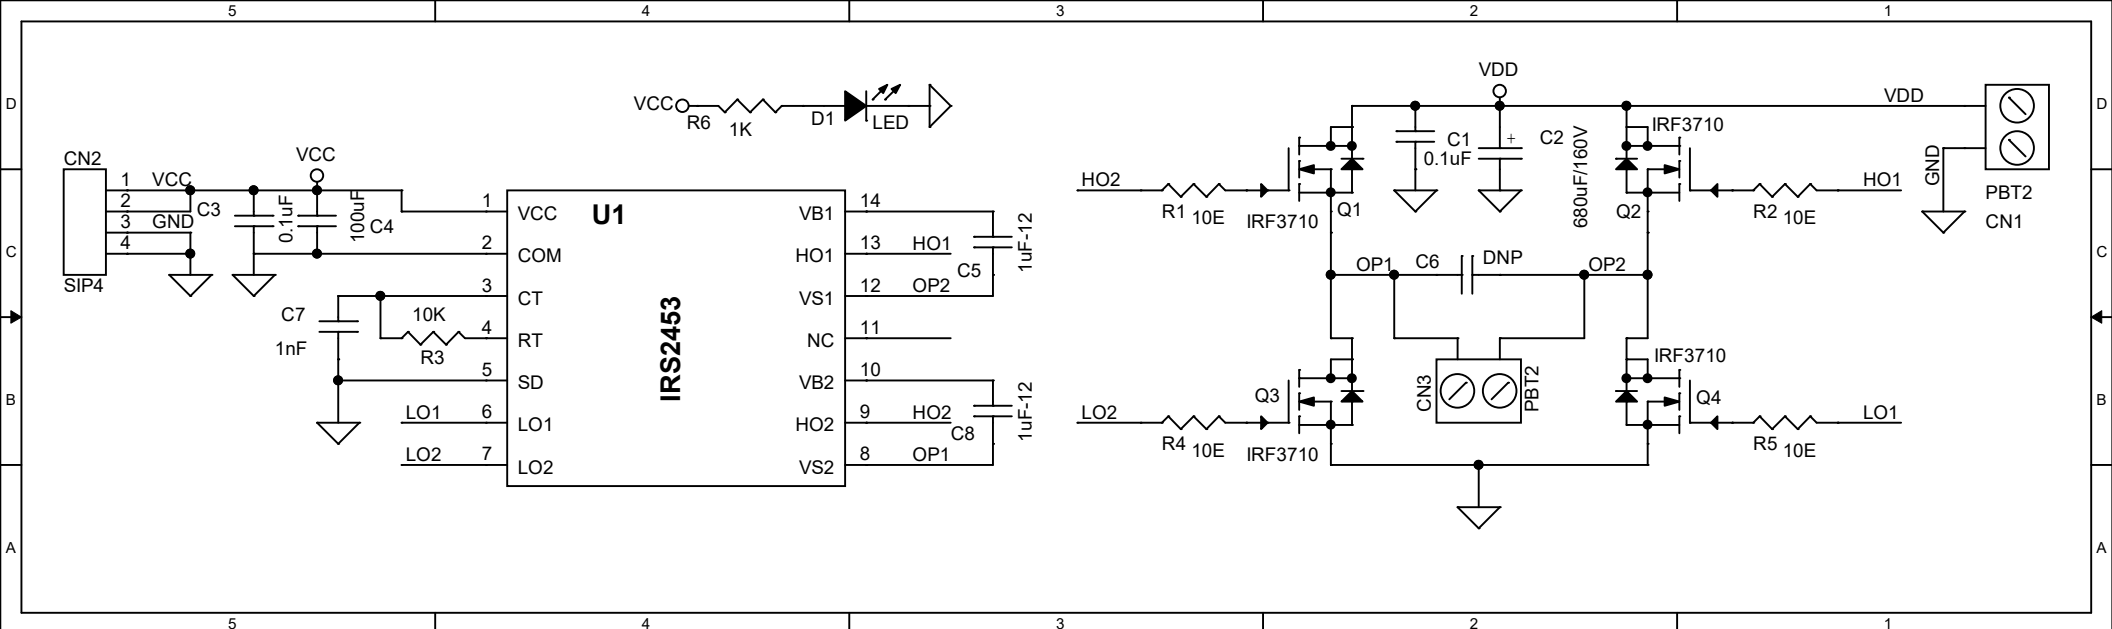 5 4 3 2 1
D D
C C
B B
A A
VCC
R6
1K
D1
LED
CN2
1
2
3
4
SIP4
VCC
GND
VCC
C3
0.1uF
100uF
C4
C7
1nF
10K
R3
LO1
LO2
1 VCC
2 COM
3 CT
4 RT
5 SD
6 LO1
7 LO2
U1
IRS2453
VB1 14
HO1 13 HO1
VS1 12 OP2
NC 11
VB2 10
HO2 9 HO2
VS2 8 OP1
C5
1uF-12
C8
1uF-12
VDD
VDD
HO2
R1 10E
IRF3710
Q1
C1
0.1uF
+
C2
680uF/160V
IRF3710
Q2
R2 10E
HO1
GND
PBT2
CN1
OP1
C6
DNP
OP2
LO2
R4 10E
Q3
IRF3710
CN3
PBT2
IRF3710
Q4
R5 10E
LO1
5 4 3 2 1